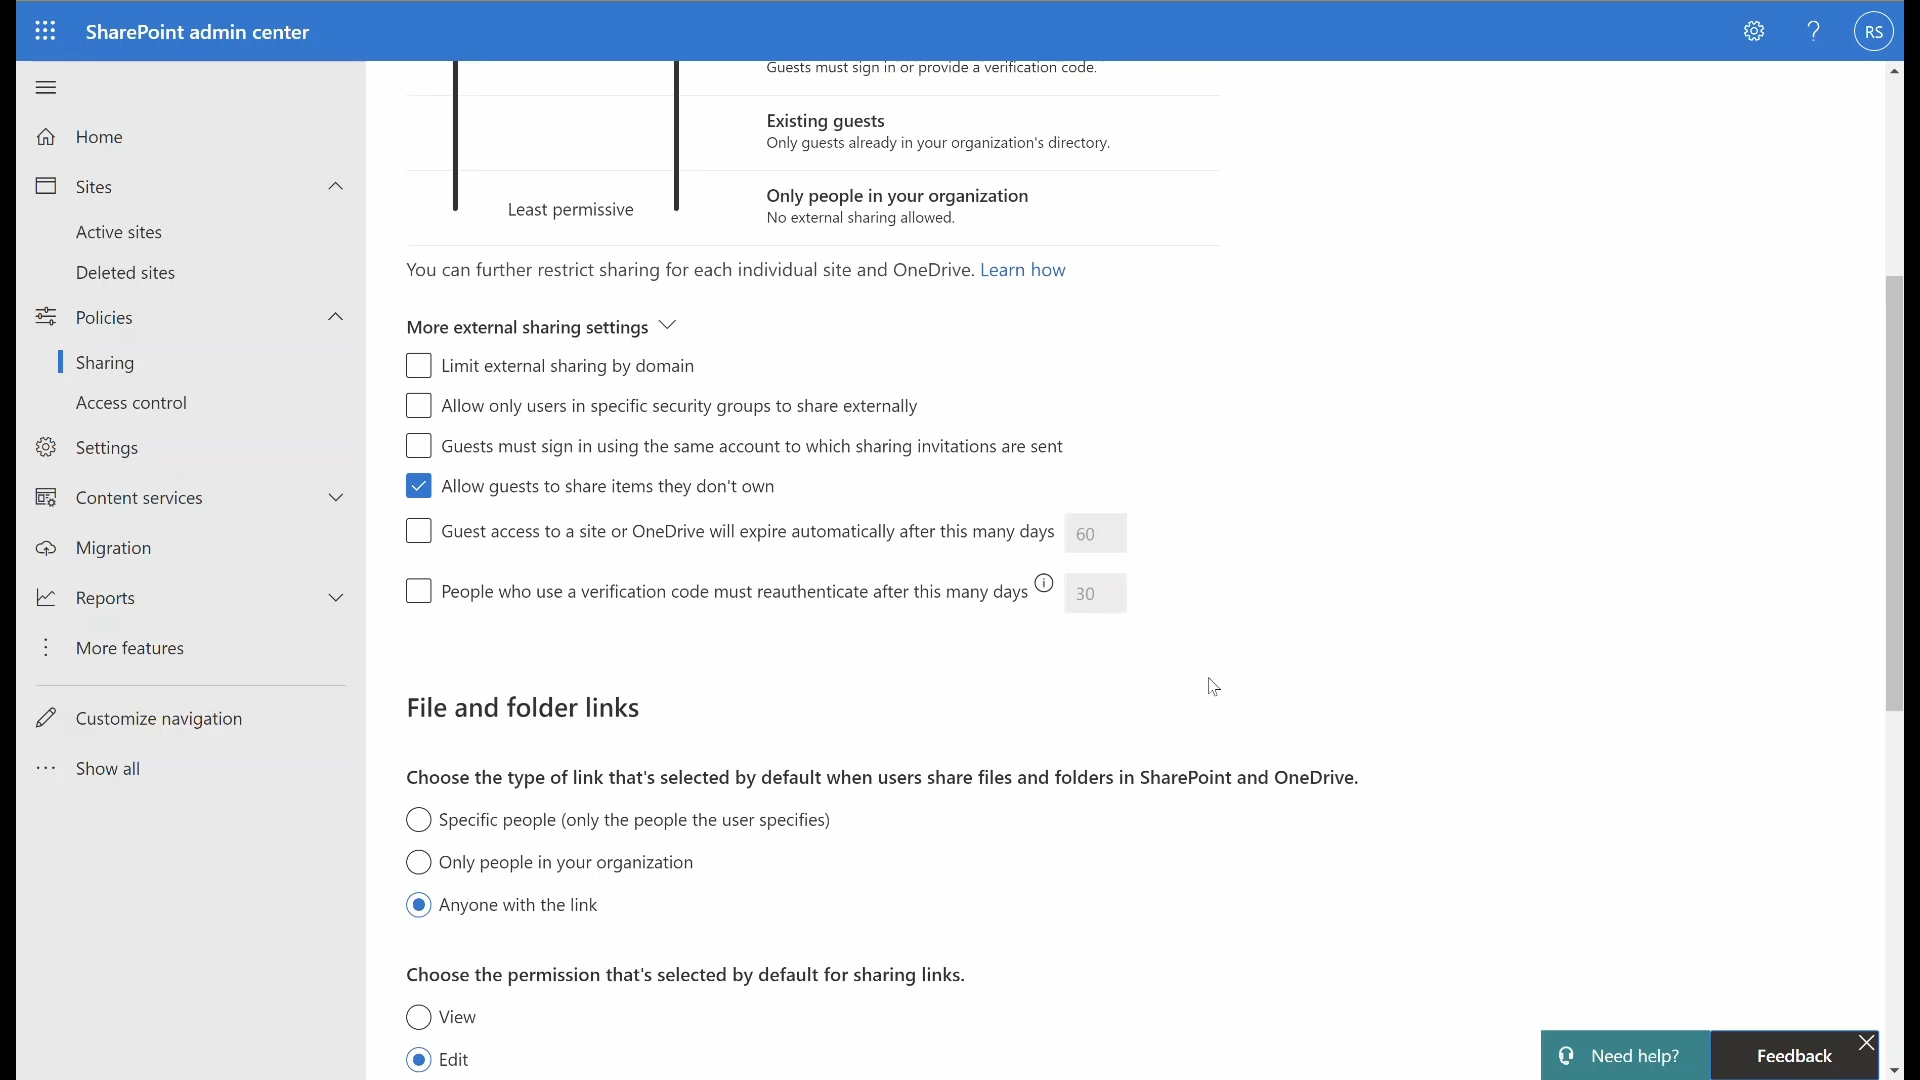 SharePoint admin center
RS
Home
Sites
Active sites
Deleted sites
Policies
Sharing
Access control
Settings
Content services
Migration
Reports
More features
Customize navigation
Show all
Guests must sign in or provide a verification code.
Existing guests
Only guests already in your organization's directory.
Least permissive
Only people in your organization
No external sharing allowed.
You can further restrict sharing for each individual site and OneDrive. Learn how
More external sharing settings
Limit external sharing by domain
Allow only users in specific security groups to share externally
Guests must sign in using the same account to which sharing invitations are sent
Allow guests to share items they don't own
Guest access to a site or OneDrive will expire automatically after this many days 60
People who use a verification code must reauthenticate after this many days 30
File and folder links
Choose the type of link that's selected by default when users share files and folders in SharePoint and OneDrive.
Specific people (only the people the user specifies)
Only people in your organization
Anyone with the link
Choose the permission that's selected by default for sharing links.
View
Edit
Need help?
Feedback